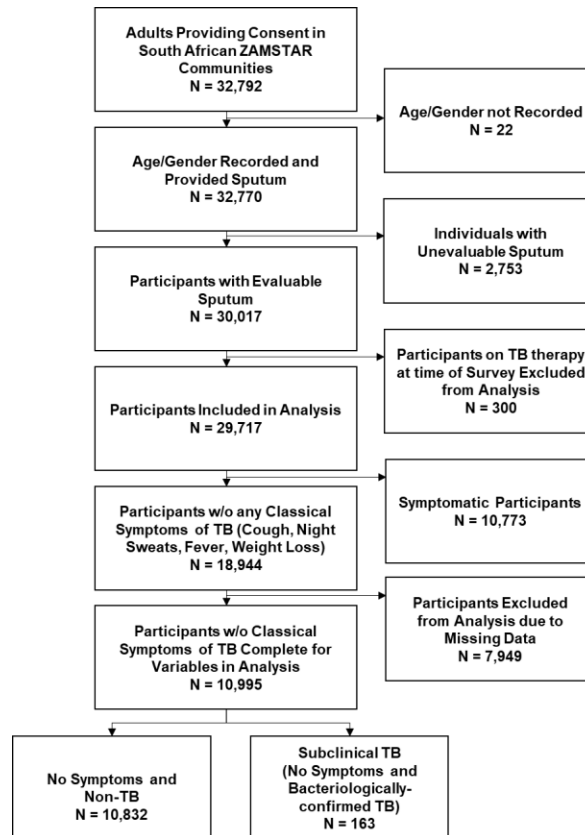 Adults Providing Consent in
South African ZAMSTAR
Communities
N = 32,792
Age/Gender not Recorded
N = 22
Age/Gender Recorded and
Provided Sputum
N = 32,770
Individuals with
Unevaluable Sputum
N = 2,753
Participants with Evaluable
Sputum
N = 30,017
Participants on TB therapy
at time of Survey Excluded
from Analysis
N = 300
Participants Included in Analysis
N = 29,717
Symptomatic Participants
N = 10,773
Participants w/o any Classical
Symptoms of TB (Cough, Night
Sweats, Fever, Weight Loss)
N = 18,944
Participants Excluded
from Analysis due to
Missing Data
N = 7,949
Participants w/o Classical
Symptoms of TB Complete for
Variables in Analysis
N = 10,995
No Symptoms and
Non-TB
N = 10,832
Subclinical TB
(No Symptoms and
Bacteriologically-
confirmed TB)
N = 163